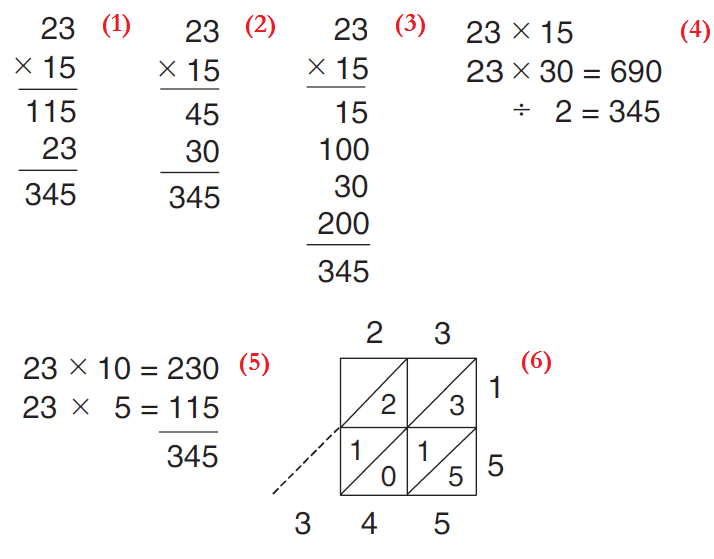 23 (1)
× 15
115
23
345
23 (2)
× 15
45
30
345
23 (3)
× 15
15
100
30
200
345
23 × 15 (4)
23 × 30 = 690
÷ 2 = 345
23 × 10 = 230 (5)
23 × 5 = 115
345
2 3 (6)
2 3 1
1 0 1 5 5
3 4 5